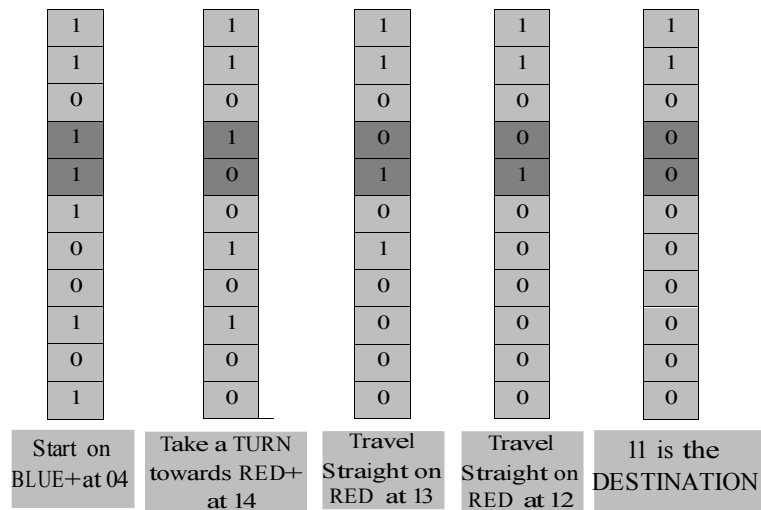 1 1 1 1 1
1 1 1 1 1
0 0 0 0 0
1 1 0 0 0
1 0 1 1 0
1 0 0 0 0
0 1 1 0 0
0 0 0 0 0
1 1 0 0 0
0 0 0 0 0
1 0 0 0 0
Start on
BLUE+at 04
Take a TURN
towards RED+
at 14
Travel
Straight on
RED at 13
Travel
Straight on
RED at 12
11 is the
DESTINATION